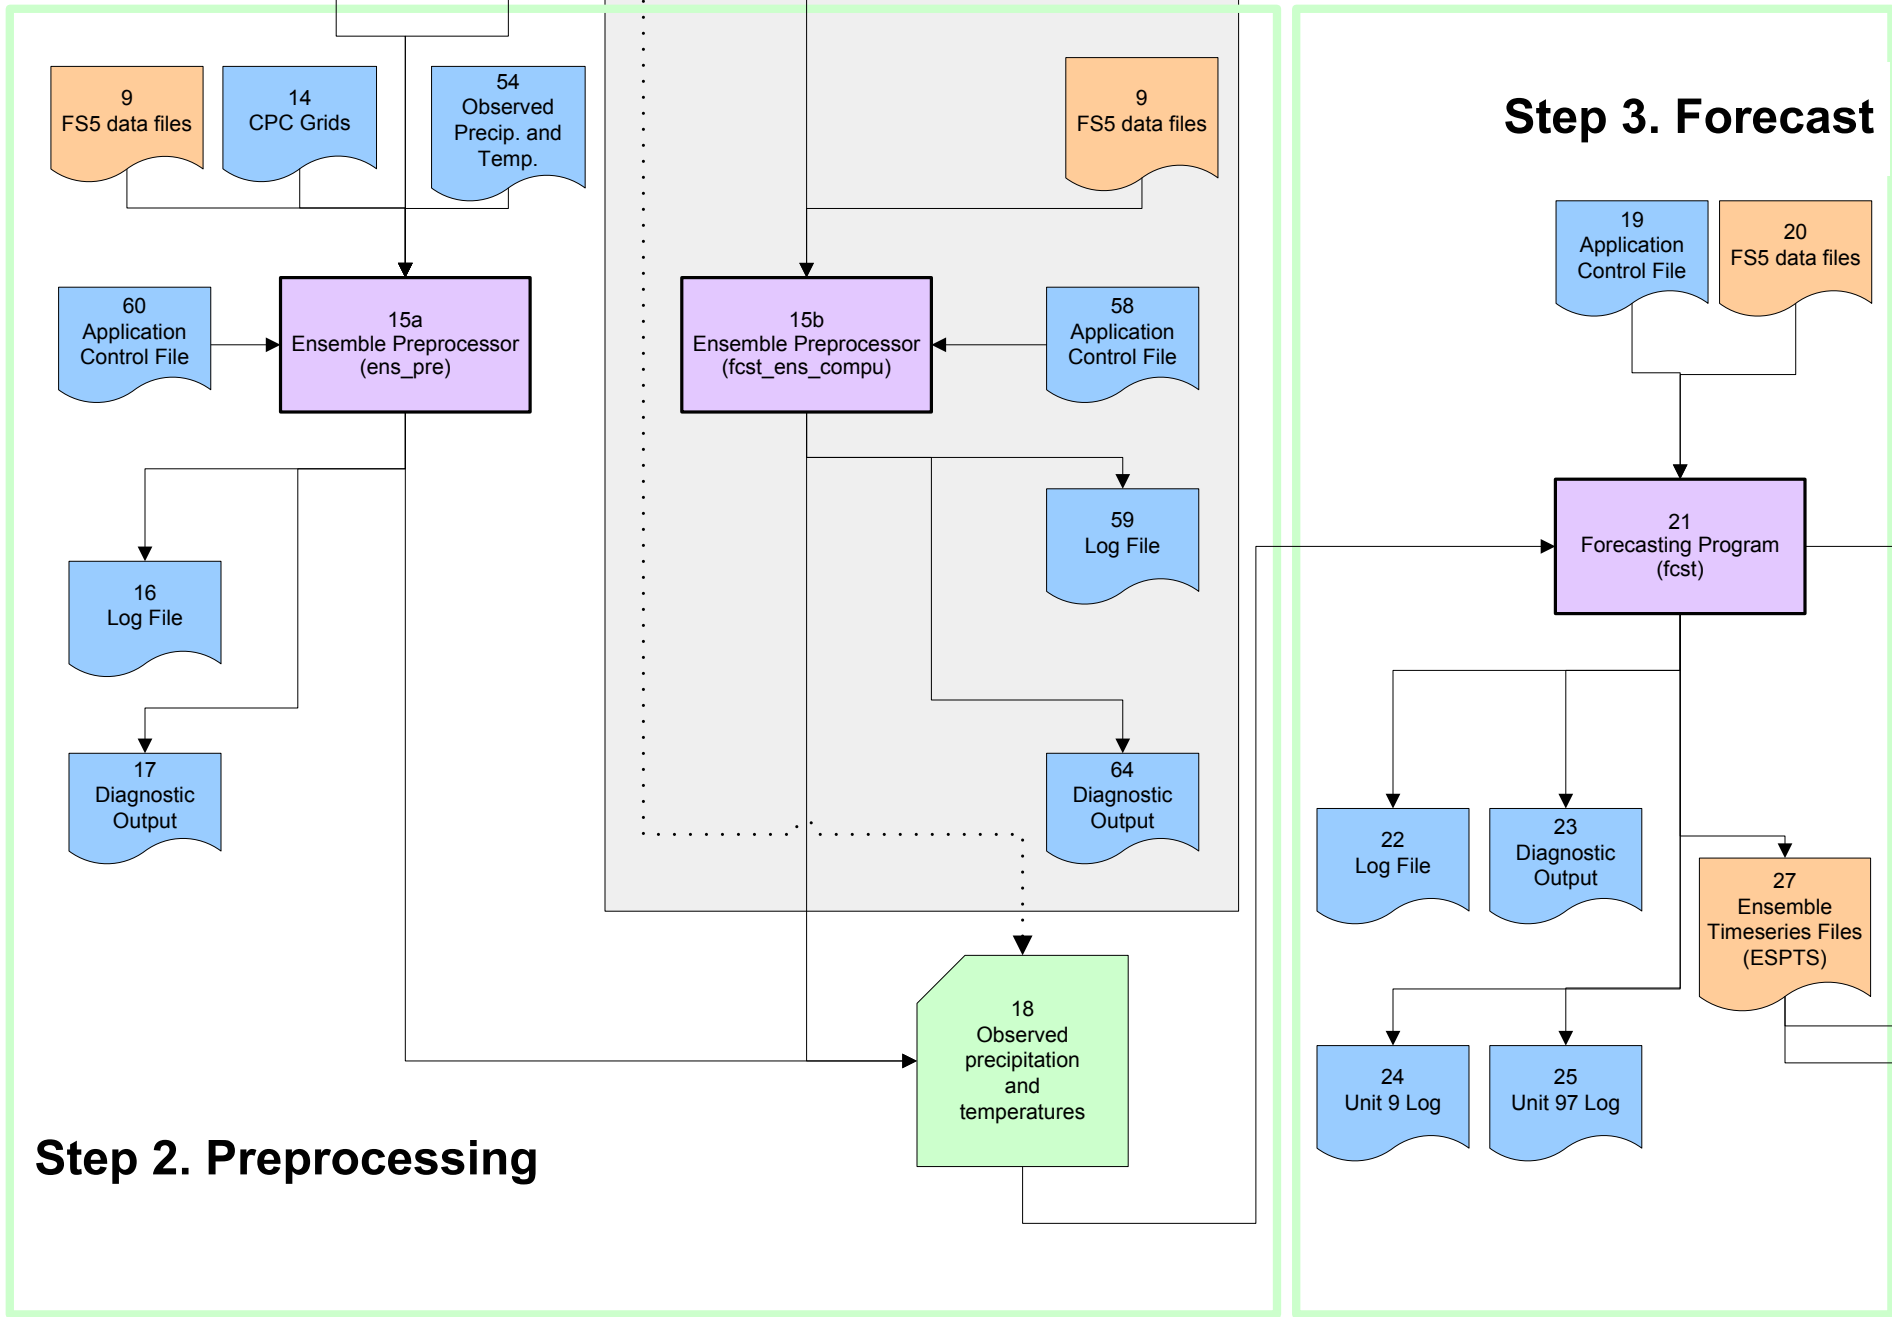 9
FS5 data files
14
CPC Grids
54
Observed
Precip. and
Temp.
9
FS5 data files
Step 3. Forecast
19
Application
Control File
20
FS5 data files
60
Application
Control File
15a
Ensemble Preprocessor
(ens_pre)
15b
Ensemble Preprocessor
(fcst_ens_compu)
58
Application
Control File
59
Log File
21
Forecasting Program
(fcst)
16
Log File
17
Diagnostic
Output
64
Diagnostic
Output
22
Log File
23
Diagnostic
Output
27
Ensemble
Timeseries Files
(ESPTS)
18
Observed
precipitation
and
temperatures
24
Unit 9 Log
25
Unit 97 Log
Step 2. Preprocessing